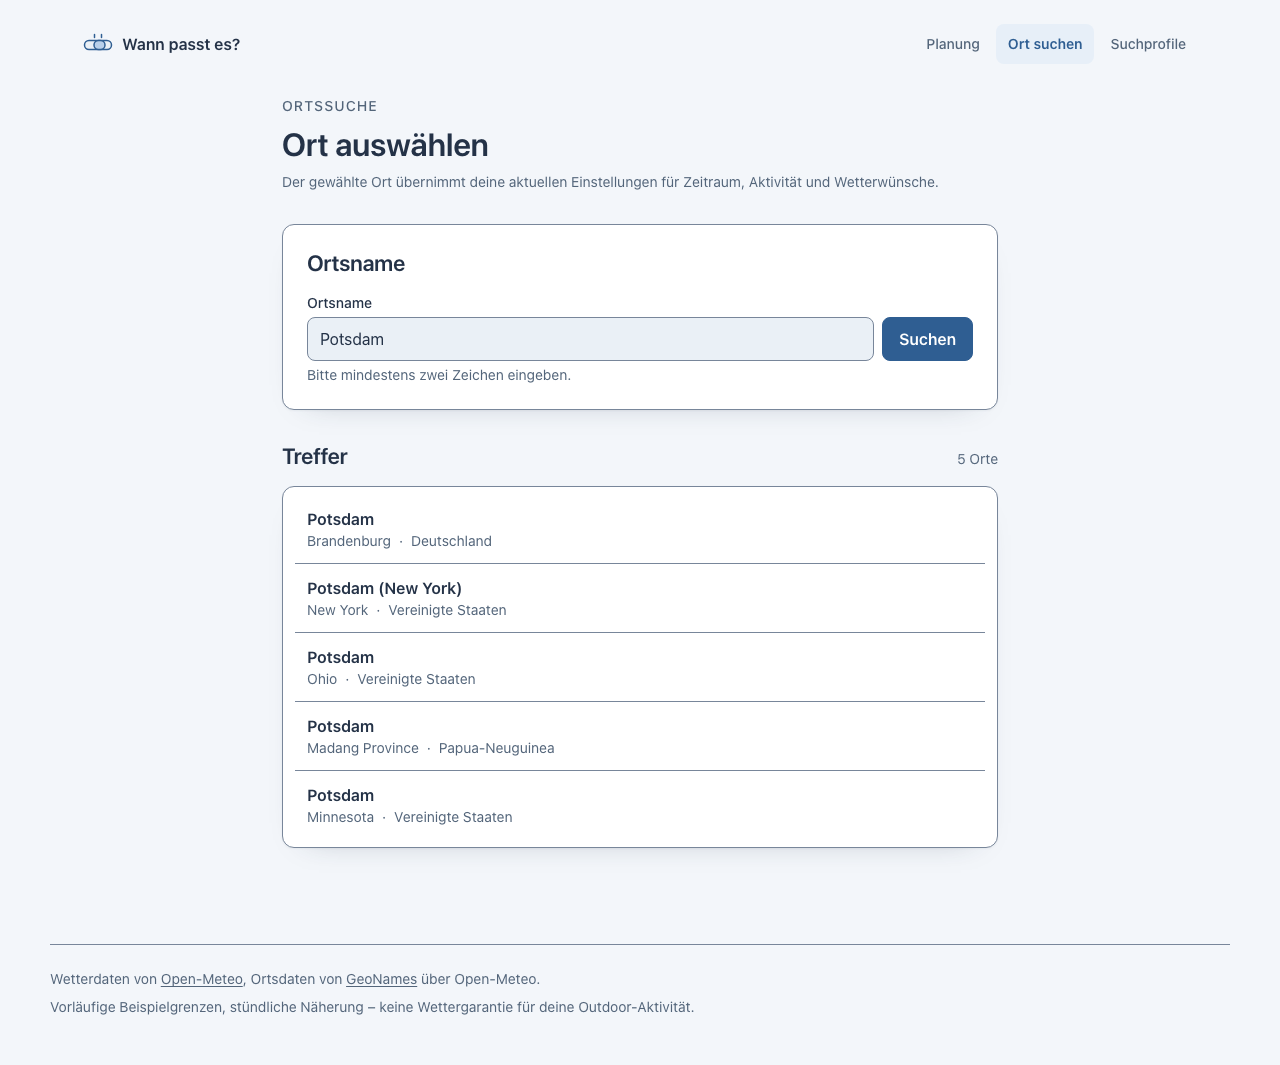 Wann passt es?
Planung
Ort suchen
Suchprofile
ORTSSUCHE
Ort auswählen
Der gewählte Ort übernimmt deine aktuellen Einstellungen für Zeitraum, Aktivität und Wetterwünsche.
Ortsname
Ortsname
Potsdam
Suchen
Bitte mindestens zwei Zeichen eingeben.
Treffer
5 Orte
Potsdam
Brandenburg · Deutschland
Potsdam (New York)
New York · Vereinigte Staaten
Potsdam
Ohio · Vereinigte Staaten
Potsdam
Madang Province · Papua-Neuguinea
Potsdam
Minnesota · Vereinigte Staaten
Wetterdaten von Open-Meteo, Ortsdaten von GeoNames über Open-Meteo.
Vorläufige Beispielgrenzen, stündliche Näherung – keine Wettergarantie für deine Outdoor-Aktivität.